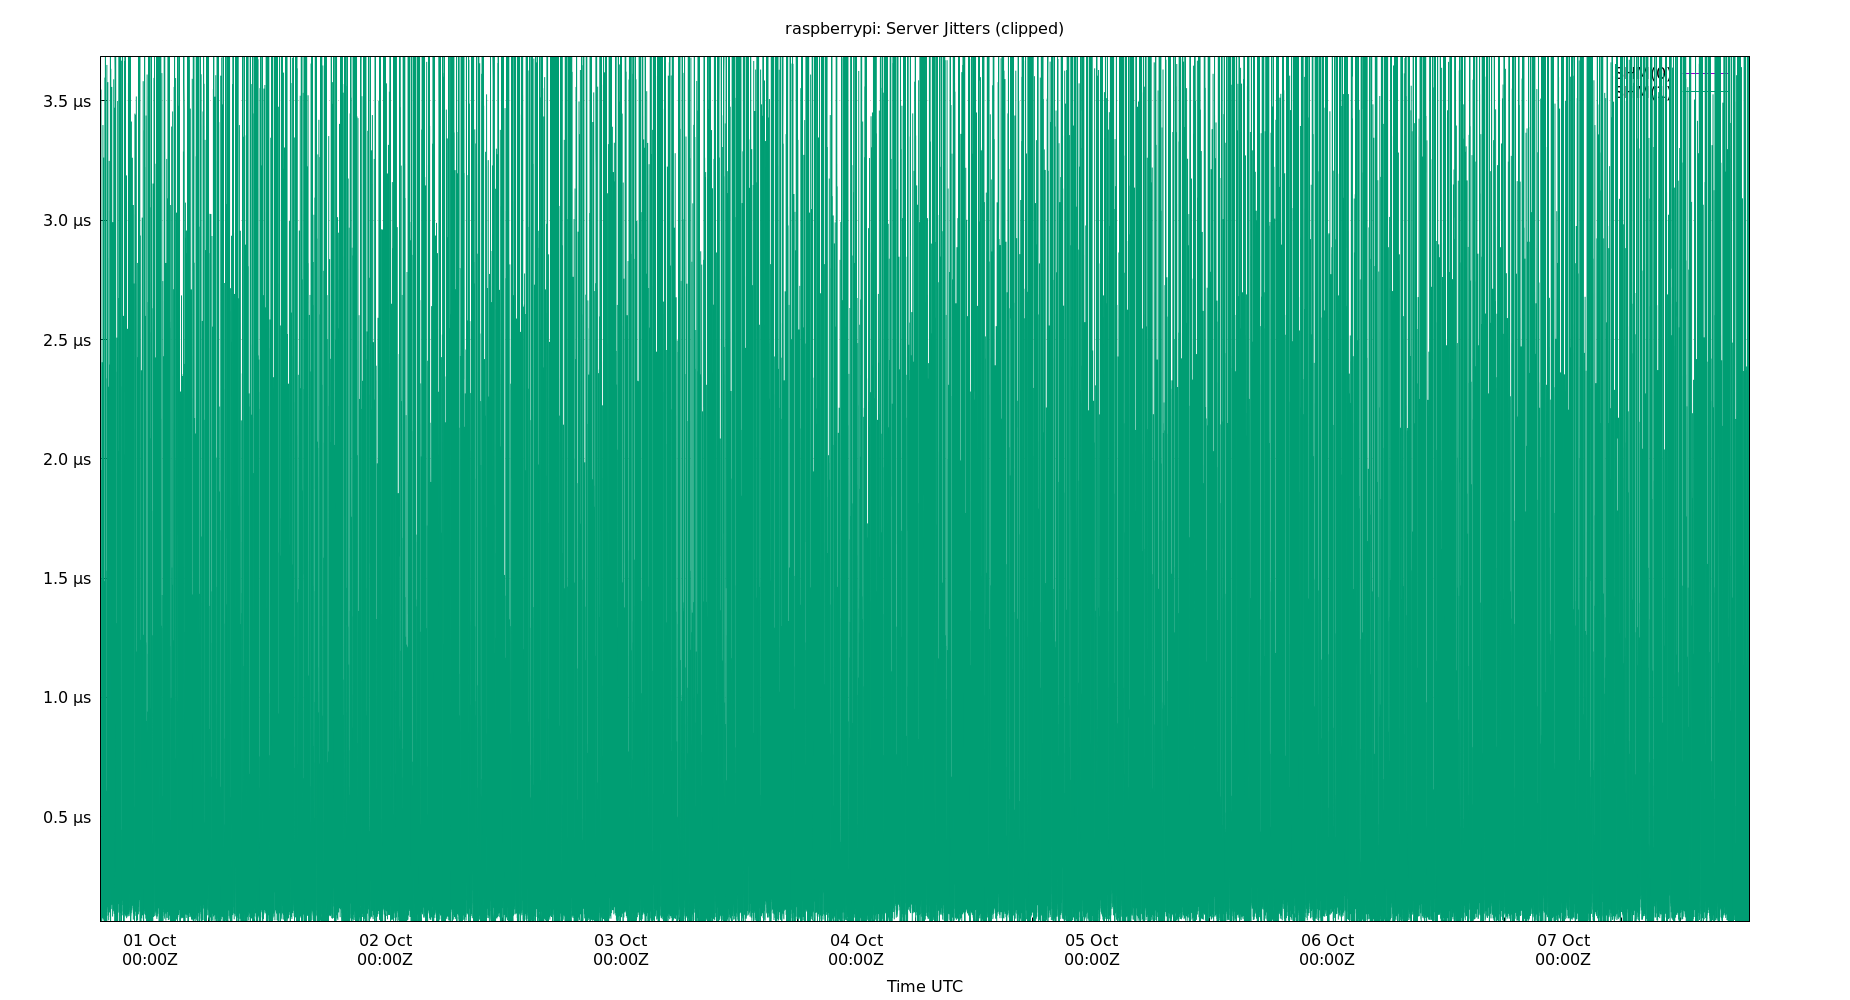 raspberrypi: Server Jitters (clipped)
SHM(0)
3.5 µs
3.0 µs
2.5 µs
2.0 µs
1.5 µs
1.0 µs
0.5 µs
01 Oct 02 Oct 03 Oct 04 Oct 05 Oct 06 Oct 07 Oct
00:00Z 00:00Z 00:00Z 00:00Z 00:00Z 00:00Z 00:00Z
Time UTC